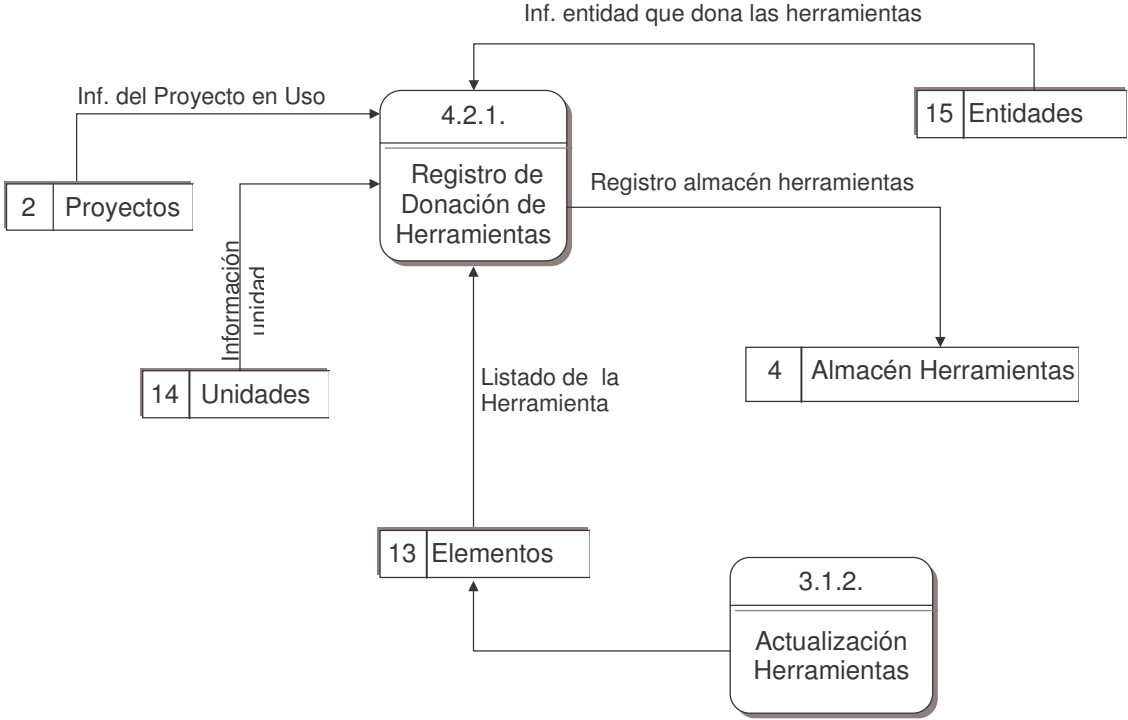 Inf. entidad que dona las herramientas
Inf. del Proyecto en Uso
4.2.1.
15 Entidades
Registro de
Donación de
Herramientas
Registro almacén herramientas
2 Proyectos
Información
unidad
14 Unidades
4 Almacén Herramientas
Listado de la
Herramienta
13 Elementos
3.1.2.
Actualización
Herramientas